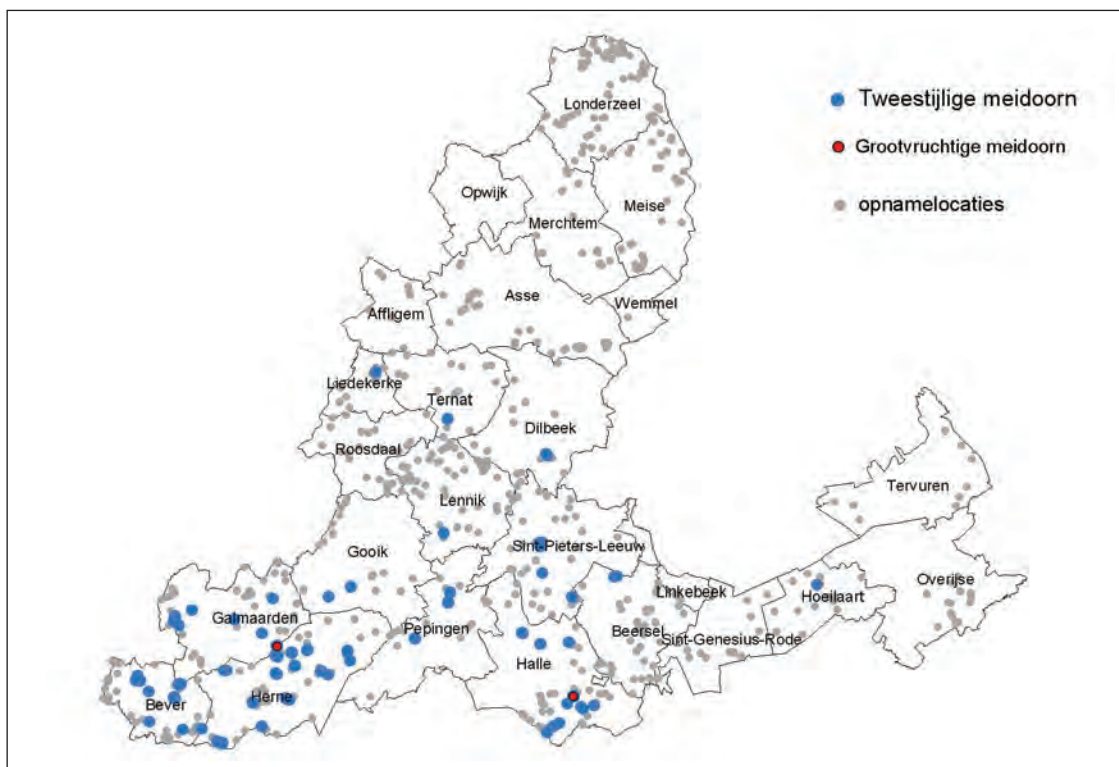 Londerzeel
Tweestijlige meidoorn
Grootvruchtige meidoorn
Opwijk
Meise
opnamelocaties
Merchtem
Asse
Wemmel
Affligem
Liedekerke
Ternat
Dilbeek
Roosdaal
Tervuren
Lennik
Gooik
Sint-Pieters-Leeuw
Linkebeek
Hoeilaart
Overijse
Galmaarden
Pepingen
Beersel
Sint-Genesius-Rode
Halle
Herne
Bever